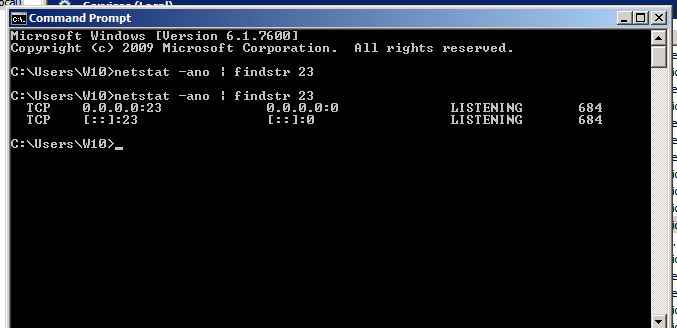 Services (Local)
Command Prompt
Microsoft Windows [Version 6.1.7600]
Copyright (c) 2009 Microsoft Corporation.  All rights reserved.
C:\Users\W10>netstat -ano | findstr 23
C:\Users\W10>netstat -ano | findstr 23
TCP    0.0.0.0:23    0.0.0.0:0    LISTENING    684
TCP    [::]:23    [::]:0    LISTENING    684
C:\Users\W10>_